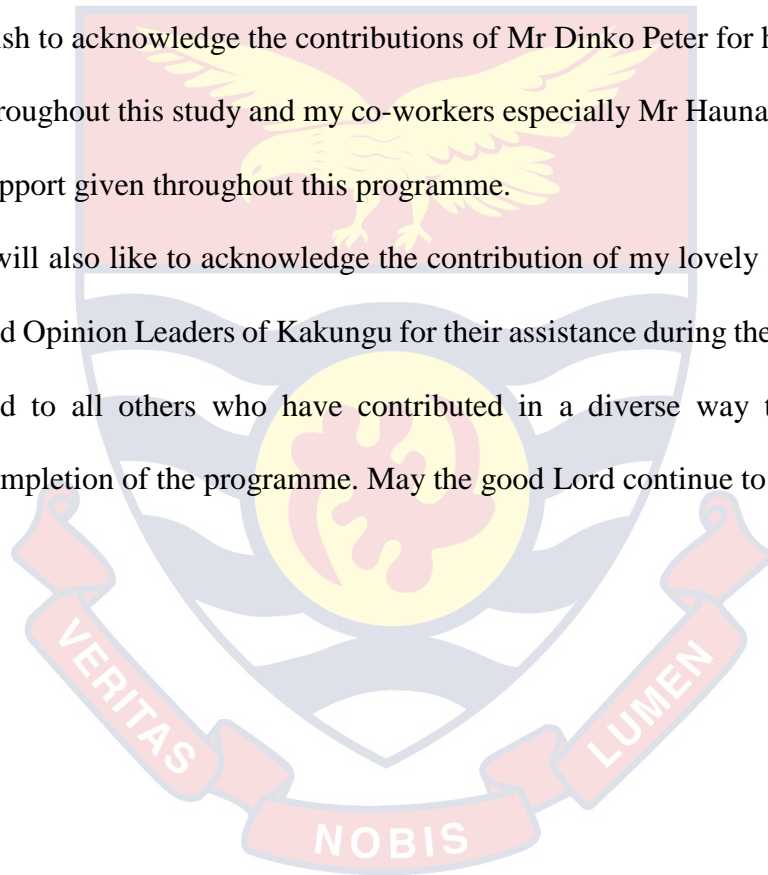 ish to acknowledge the contributions of Mr Dinko Peter for h
roughout this study and my co-workers especially Mr Hauna
pport given throughout this programme.
will also like to acknowledge the contribution of my lovely
d Opinion Leaders of Kakungu for their assistance during the
d to all others who have contributed in a diverse way t
mpletion of the programme. May the good Lord continue to
VERITAS
NOBIS
LUMEN